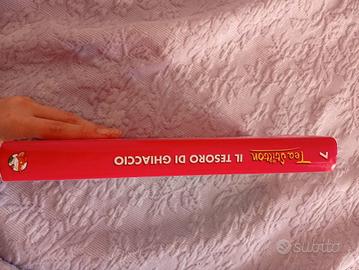 7
Tea Stilton
IL TESORO DI GHIACCIO
subito